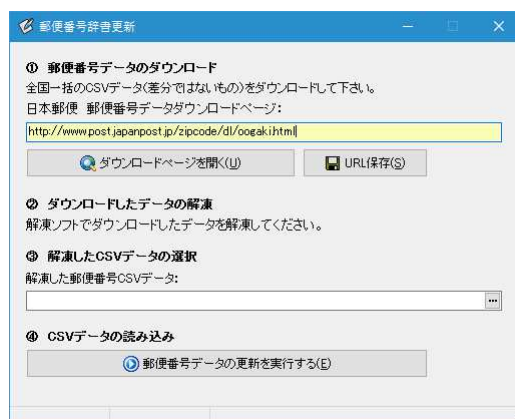 郵便番号辞書更新
① 郵便番号データのダウンロード
全国一括のCSVデータ(差分ではないもの)をダウンロードして下さい。
日本郵便 郵便番号データダウンロードページ:
http://www.post.japanpost.jp/zipcode/dl/oogaki.html
ダウンロードページを開く(U) URL保存(S)
② ダウンロードしたデータの解凍
解凍ソフトでダウンロードしたデータを解凍してください。
③ 解凍したCSVデータの選択
解凍した郵便番号CSVデータ:
...
④ CSVデータの読み込み
郵便番号データの更新を実行する(E)